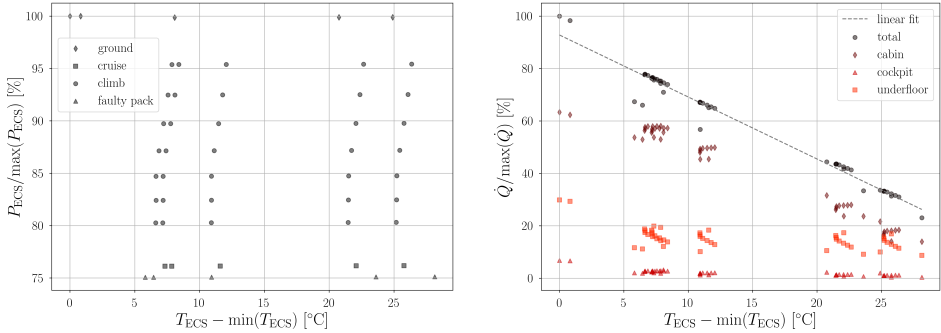 100
95
90
85
80
75
P_ECS/max(P_ECS) [%]
ground
cruise
climb
faulty pack
0
5
10
15
20
25
T_ECS − min(T_ECS) [°C]
100
80
60
40
20
0
Q̇/max(Q̇) [%]
linear fit
total
cabin
cockpit
underfloor
0
5
10
15
20
25
T_ECS − min(T_ECS) [°C]